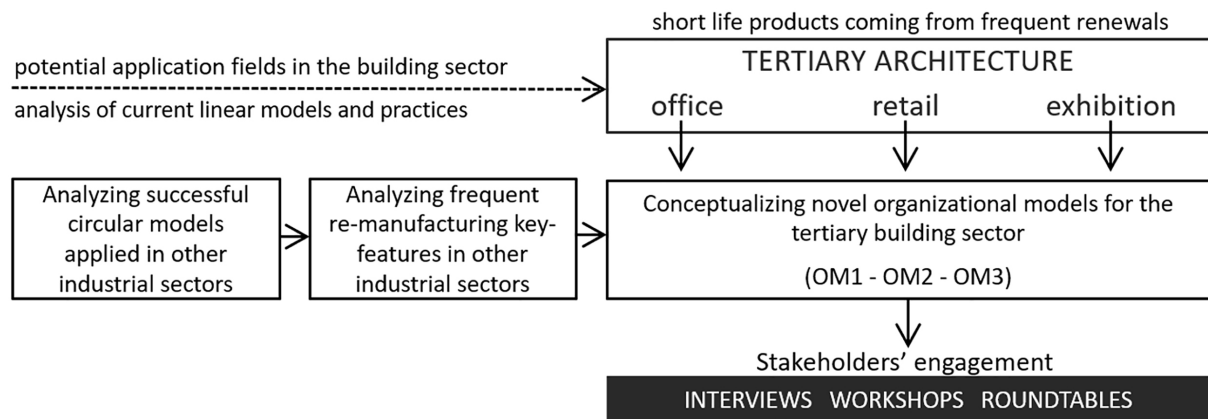 short life products coming from frequent renewals
TERTIARY ARCHITECTURE
office retail exhibition
potential application fields in the building sector
analysis of current linear models and practices
Analyzing successful
circular models
applied in other
industrial sectors
Analyzing frequent
re-manufacturing key-
features in other
industrial sectors
Conceptualizing novel organizational models for the
tertiary building sector
(OM1 - OM2 - OM3)
Stakeholders’ engagement
INTERVIEWS WORKSHOPS ROUNDTABLES